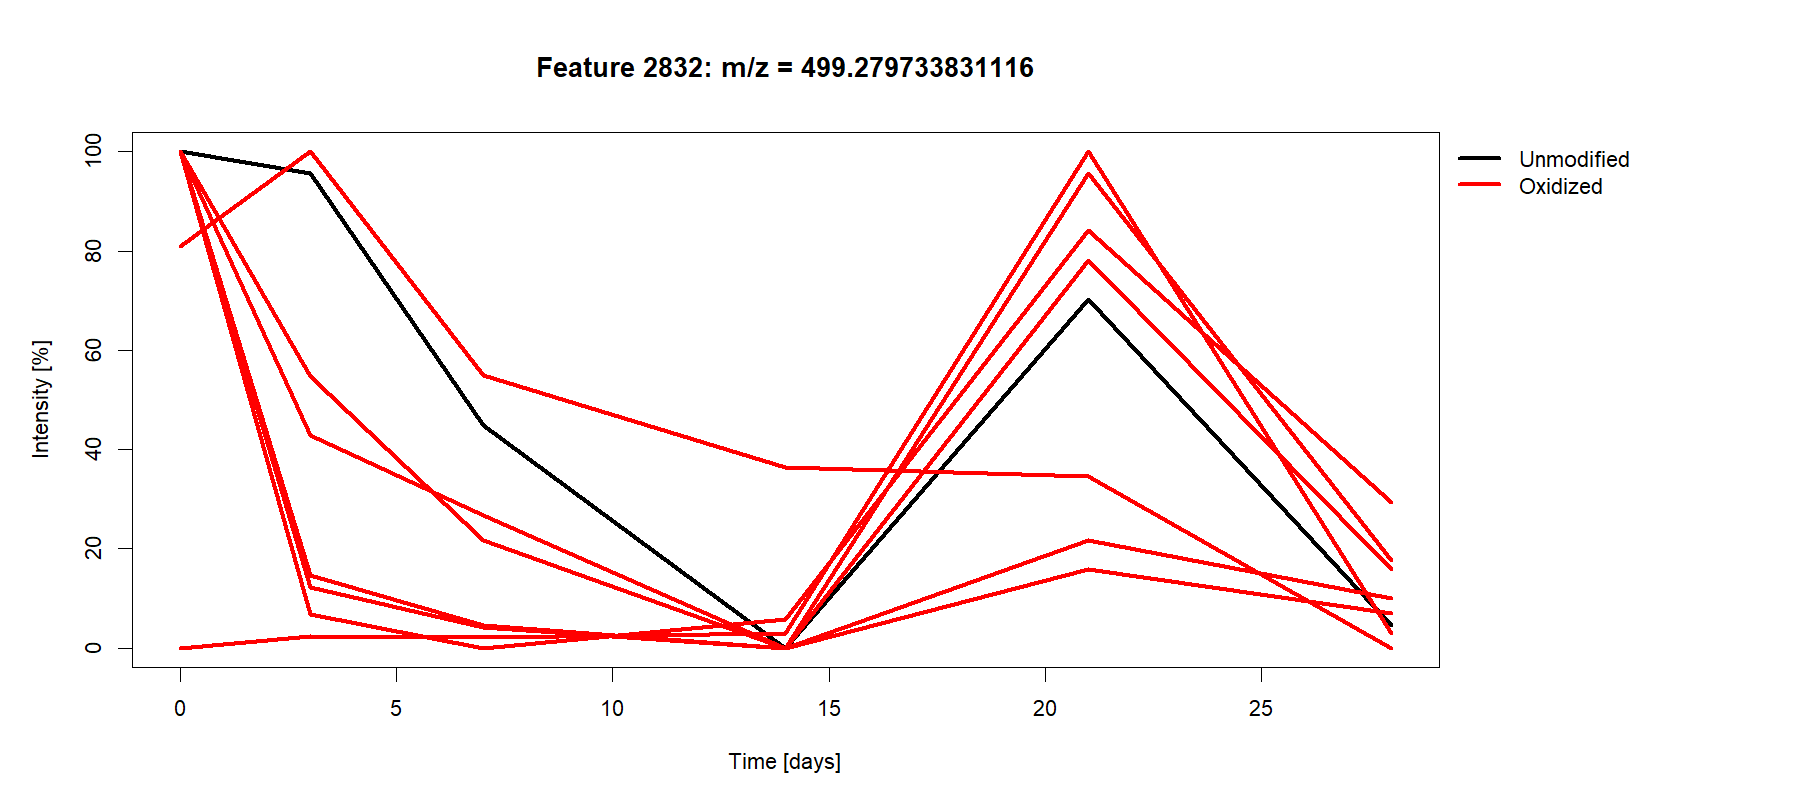 Feature 2832: m/z = 499.279733831116
Intensity [%]
100
80
60
40
20
0
0 5 10 15 20 25
Time [days]
Unmodified
Oxidized